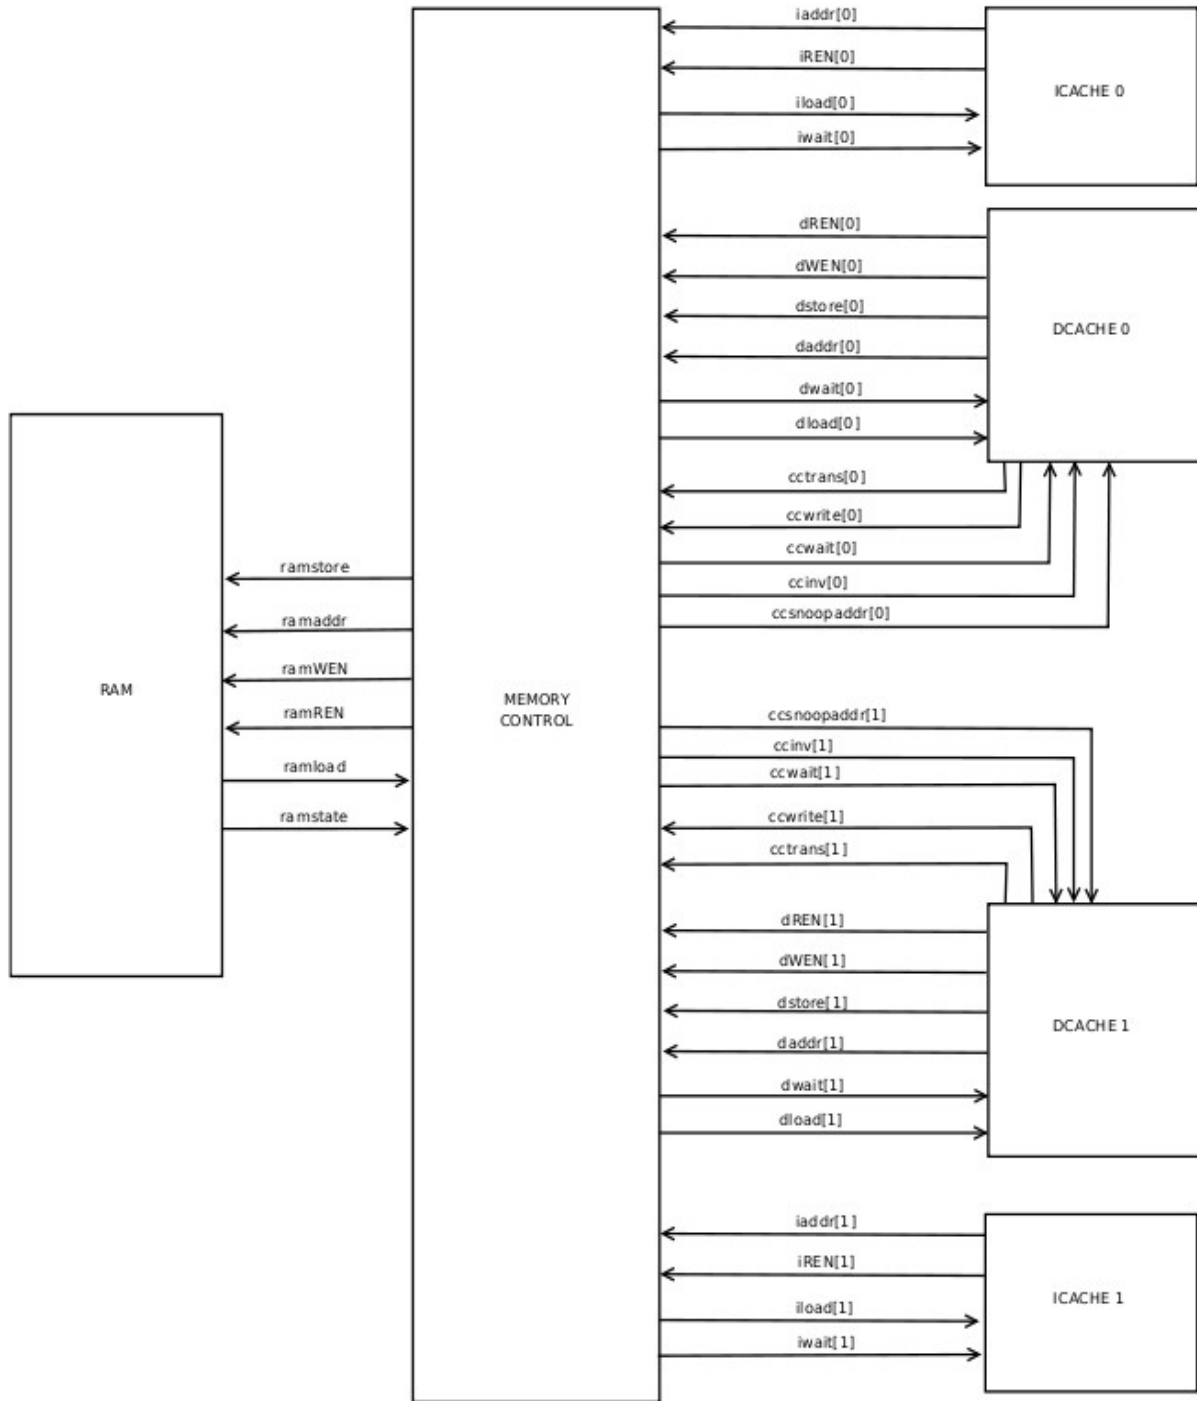 iaddr[0]
iREN[0]
ICACHE 0
iload[0]
iwait[0]
dREN[0]
dWEN[0]
dstore[0]
DCACHE 0
daddr[0]
dwait[0]
dload[0]
cctrans[0]
ccwrite[0]
ccwait[0]
ccinv[0]
ccsnoopaddr[0]
ramstore
ramaddr
ramWEN
RAM
ramREN
ramload
ramstate
MEMORY
CONTROL
ccsnoopaddr[1]
ccinv[1]
ccwait[1]
ccwrite[1]
cctrans[1]
dREN[1]
dWEN[1]
dstore[1]
DCACHE 1
daddr[1]
dwait[1]
dload[1]
iaddr[1]
iREN[1]
ICACHE 1
iload[1]
iwait[1]